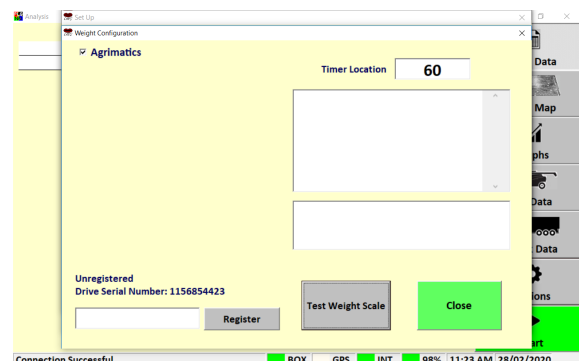 Analysis
Set Up
Weight Configuration
Agrimatics
Timer Location 60
Data
Map
phs
Data
Data
ions
art
Unregistered
Drive Serial Number: 1156854423
Register
Test Weight Scale
Close
Connection Successful BOX GPS INT 98% 11:23 AM 28/02/2020